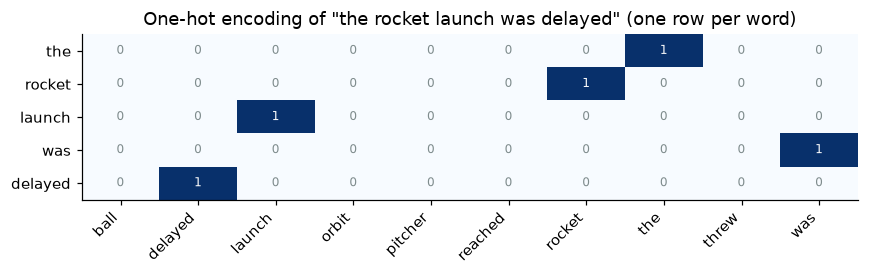 One-hot encoding of "the rocket launch was delayed" (one row per word)
the 0 0 0 0 0 0 0 1 0 0
rocket 0 0 0 0 0 0 1 0 0 0
launch 0 0 1 0 0 0 0 0 0 0
was 0 0 0 0 0 0 0 0 0 1
delayed 0 1 0 0 0 0 0 0 0 0
ball delayed launch orbit pitcher reached rocket the threw was